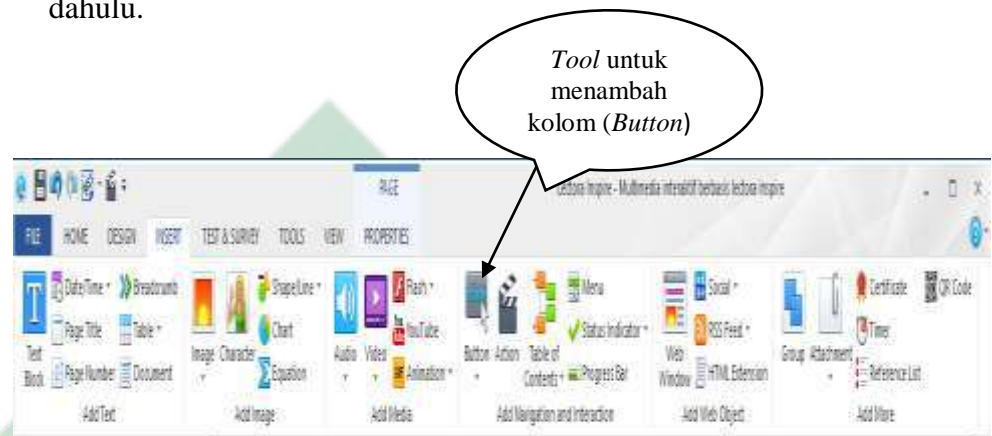 dahulu.
Tool untuk
menambah
kolom (Button)
PAGE
Lectora Inspire - Multimedia interaktif berbasis lectora inspire
FILE HOME DESIGN INSERT TEST & SURVEY TOOLS VIEW PROPERTIES
Text Block
Date/Time
Breadcrumb
Page Title
Table
Page Number
Document
Add Text
Image
Character
Shape/Line
Chart
Equation
Add Image
Audio
Video
Flash
YouTube
Animation
Add Media
Button
Action
Table of Contents
Menu
Status Indicator
Progress Bar
Add Navigation and Interaction
Web Window
Social
RSS Feed
HTML Extension
Add Web Object
Group
Attachment
Certificate
Timer
Reference List
QR Code
Add More